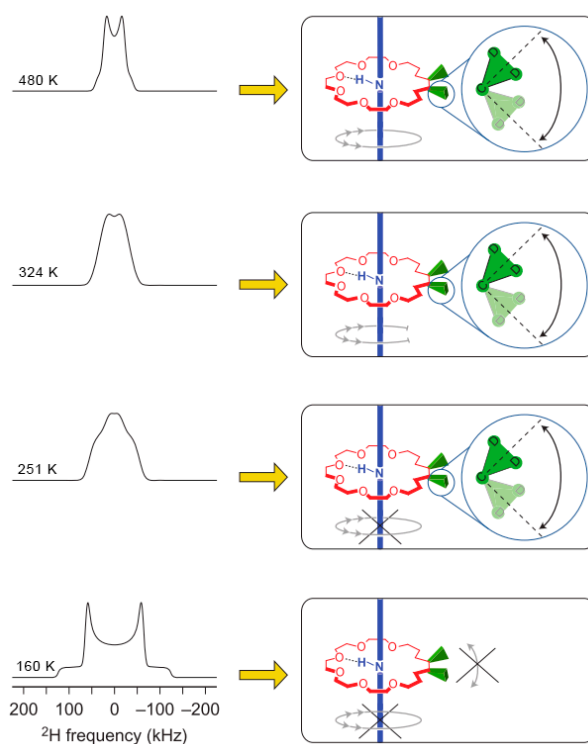 D
O O
480 K
O H D
N
O C
O O D
D
D
O O
324 K
O H D
N
O C
O O D
D
D
O O
251 K
O H D
N
O C
O O D
D
O O
160 K
O H
N
O
O O
200 100 0 −100 −200
²H frequency (kHz)